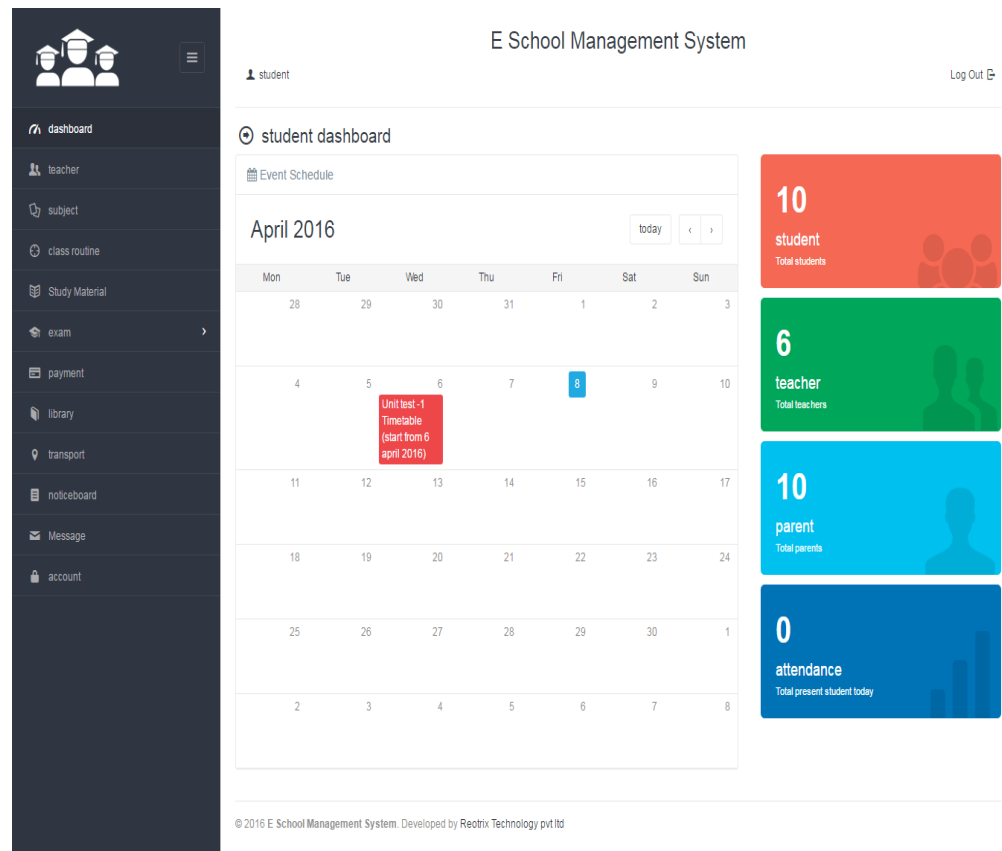 E School Management System
student
Log Out
dashboard
teacher
subject
class routine
Study Material
exam
payment
library
transport
noticeboard
Message
account
student dashboard
Event Schedule
April 2016
today
Mon Tue Wed Thu Fri Sat Sun
28 29 30 31 1 2 3
4 5 6 7 8 9 10
Unit test -1
Timetable
(start from 6
april 2016)
11 12 13 14 15 16 17
18 19 20 21 22 23 24
25 26 27 28 29 30 1
2 3 4 5 6 7 8
10
student
Total students
6
teacher
Total teachers
10
parent
Total parents
0
attendance
Total present student today
© 2016 E School Management System. Developed by Reotrix Technology pvt ltd